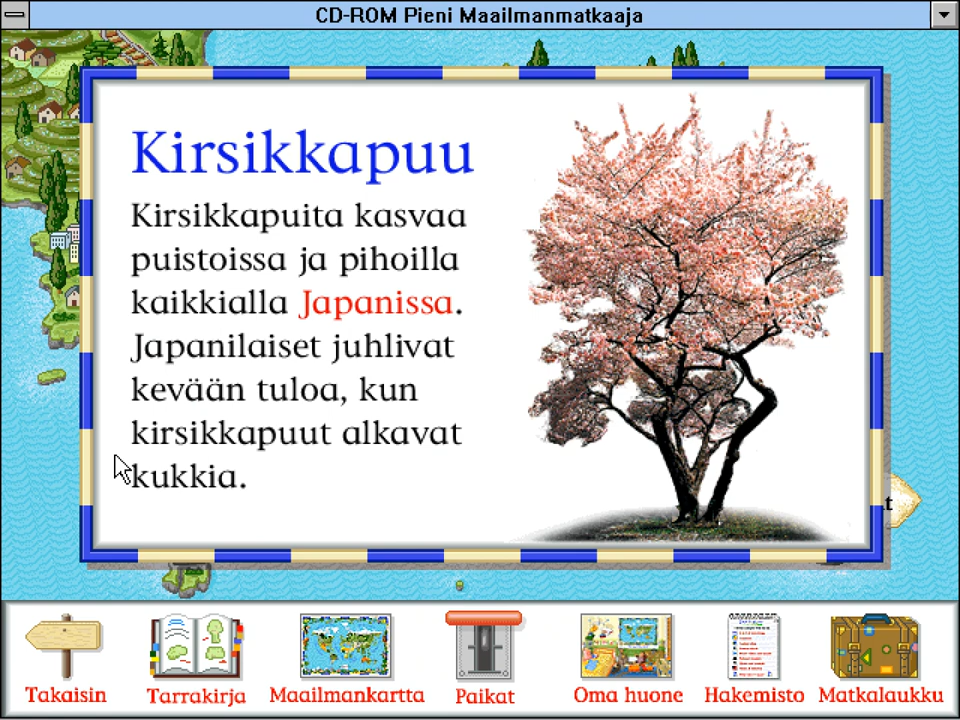 CD-ROM Pieni Maailmanmatkaaja
Kirsikkapuu
Kirsikkapuita kasvaa
puistoissa ja pihoilla
kaikkialla Japanissa.
Japanilaiset juhlivat
kevään tuloa, kun
kirsikkapuut alkavat
kukkia.
Takaisin
Tarrakirja
Maailmankartta
Paikat
Oma huone
Hakemisto
Matkalaukku